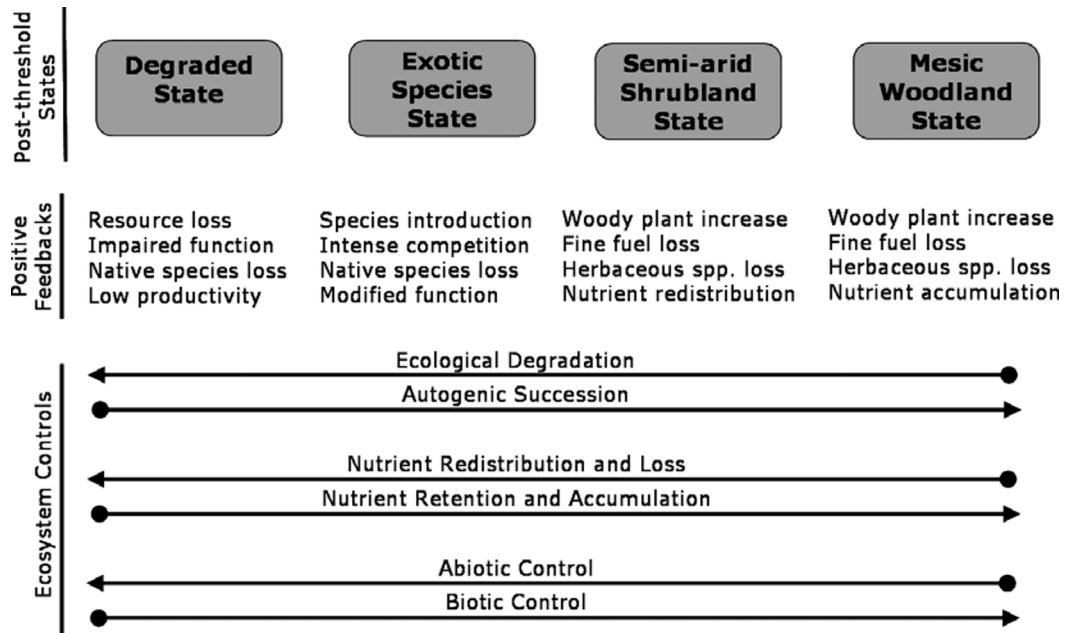 Post-threshold
States
Degraded
State
Exotic
Species
State
Semi-arid
Shrubland
State
Mesic
Woodland
State
Positive
Feedbacks
Resource loss
Impaired function
Native species loss
Low productivity
Species introduction
Intense competition
Native species loss
Modified function
Woody plant increase
Fine fuel loss
Herbaceous spp. loss
Nutrient redistribution
Woody plant increase
Fine fuel loss
Herbaceous spp. loss
Nutrient accumulation
Ecosystem Controls
Ecological Degradation
Autogenic Succession
Nutrient Redistribution and Loss
Nutrient Retention and Accumulation
Abiotic Control
Biotic Control